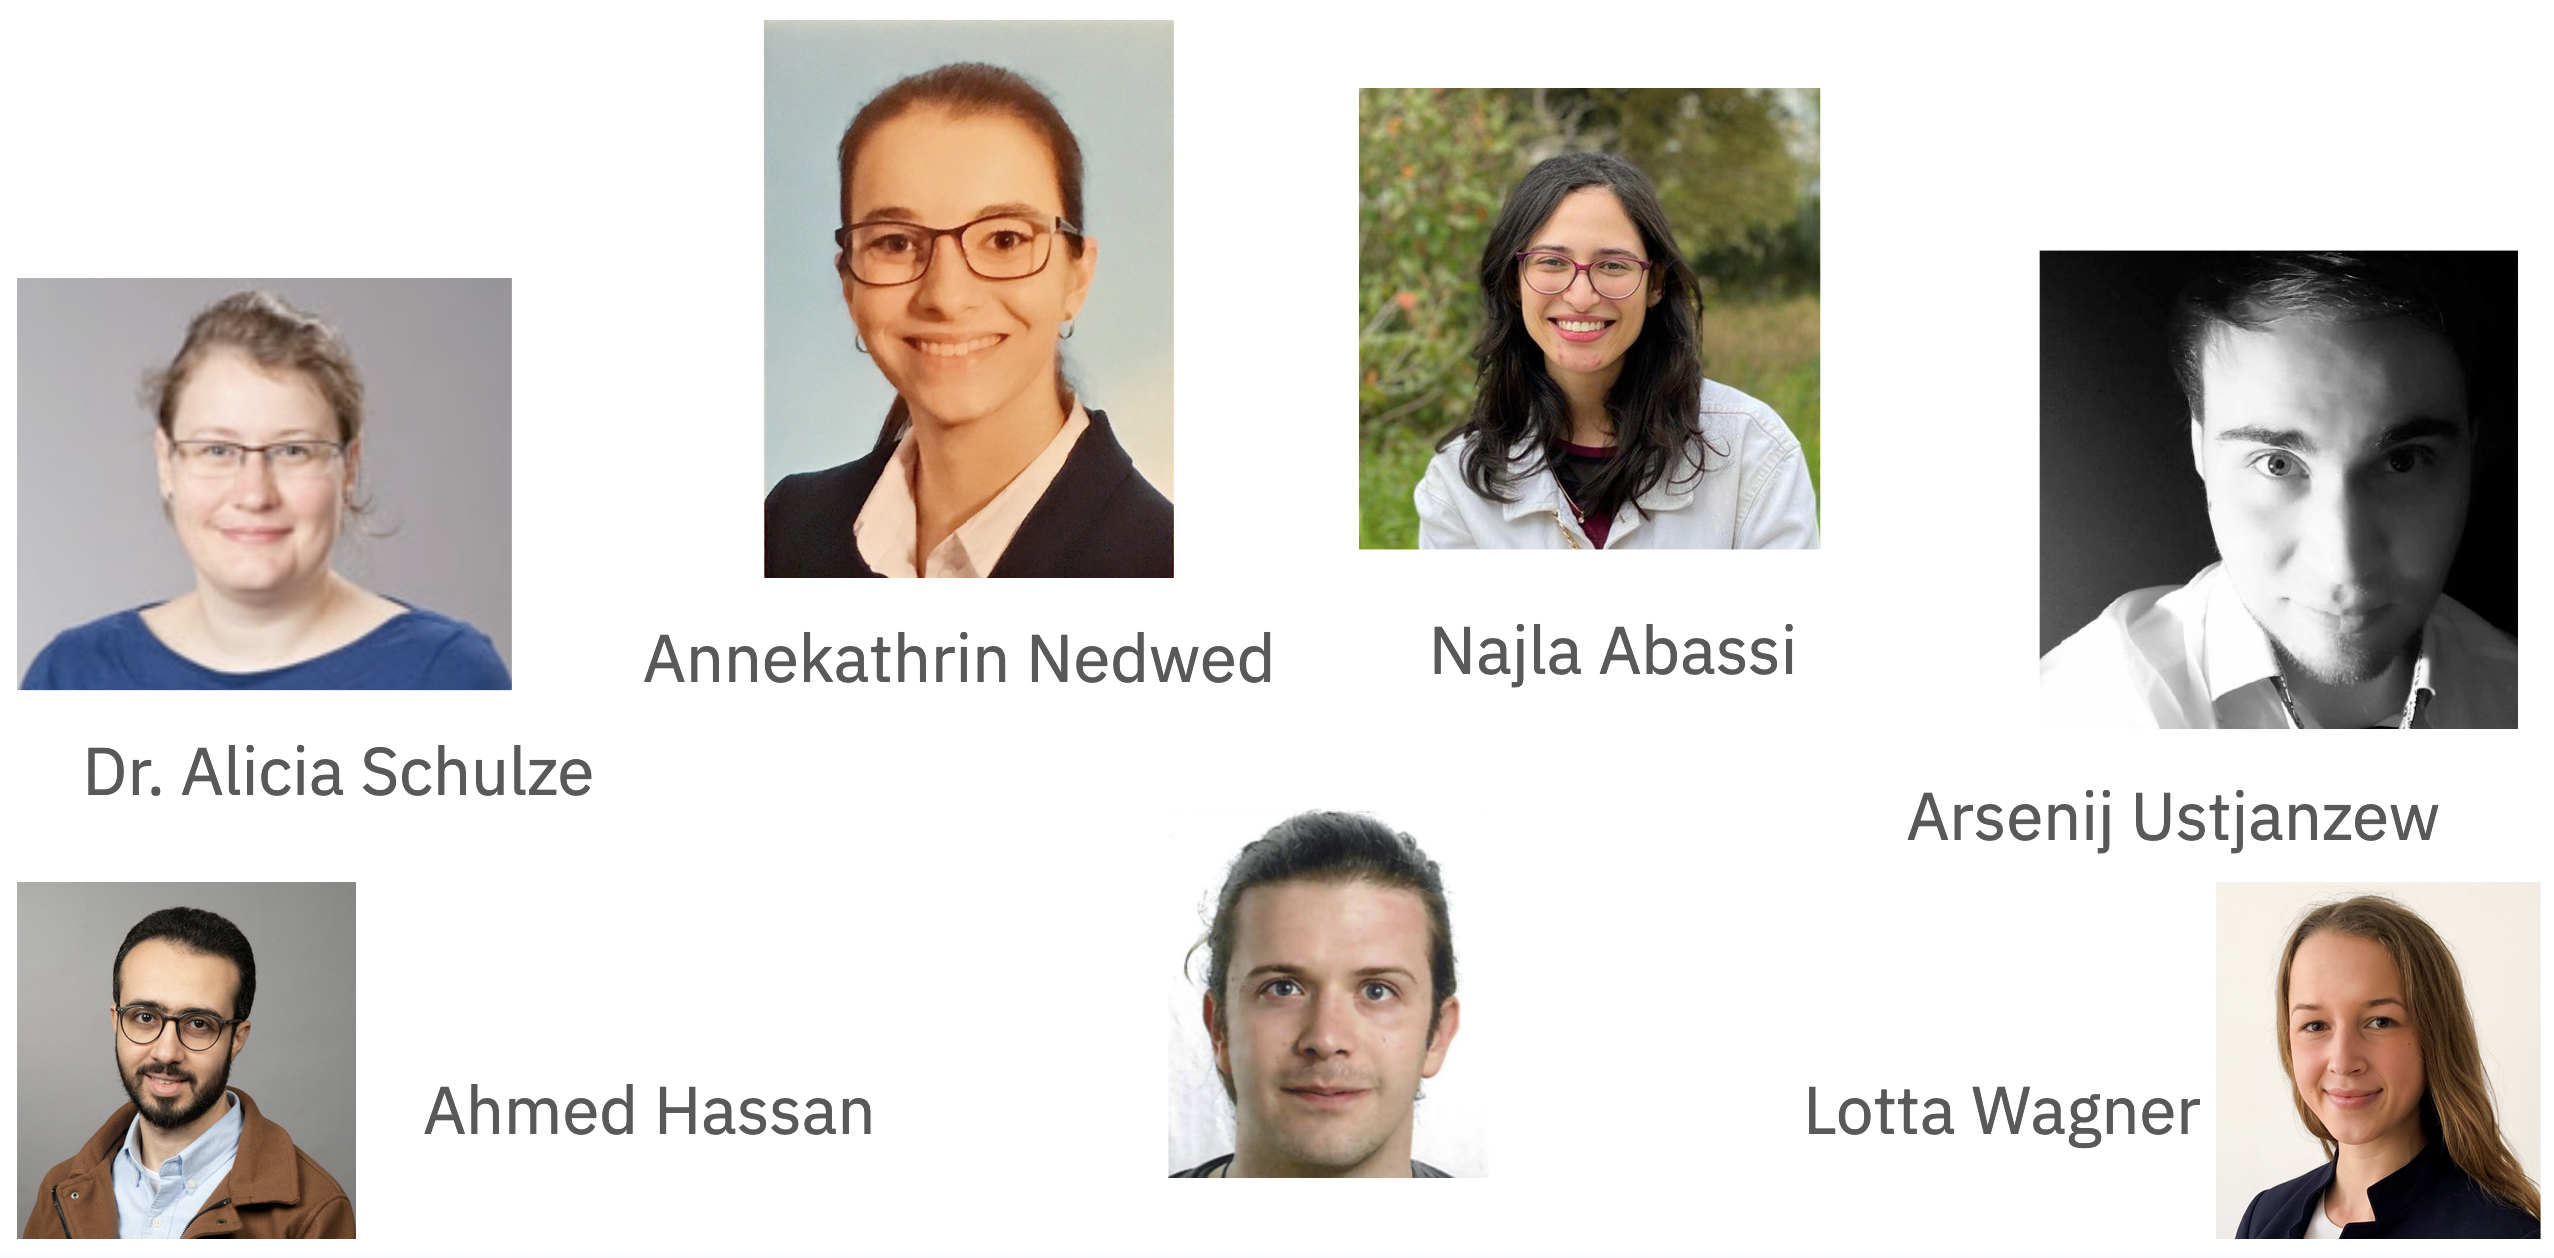 Annekathrin Nedwed
Najla Abassi
Dr. Alicia Schulze
Arsenij Ustjanzew
Ahmed Hassan
Lotta Wagner